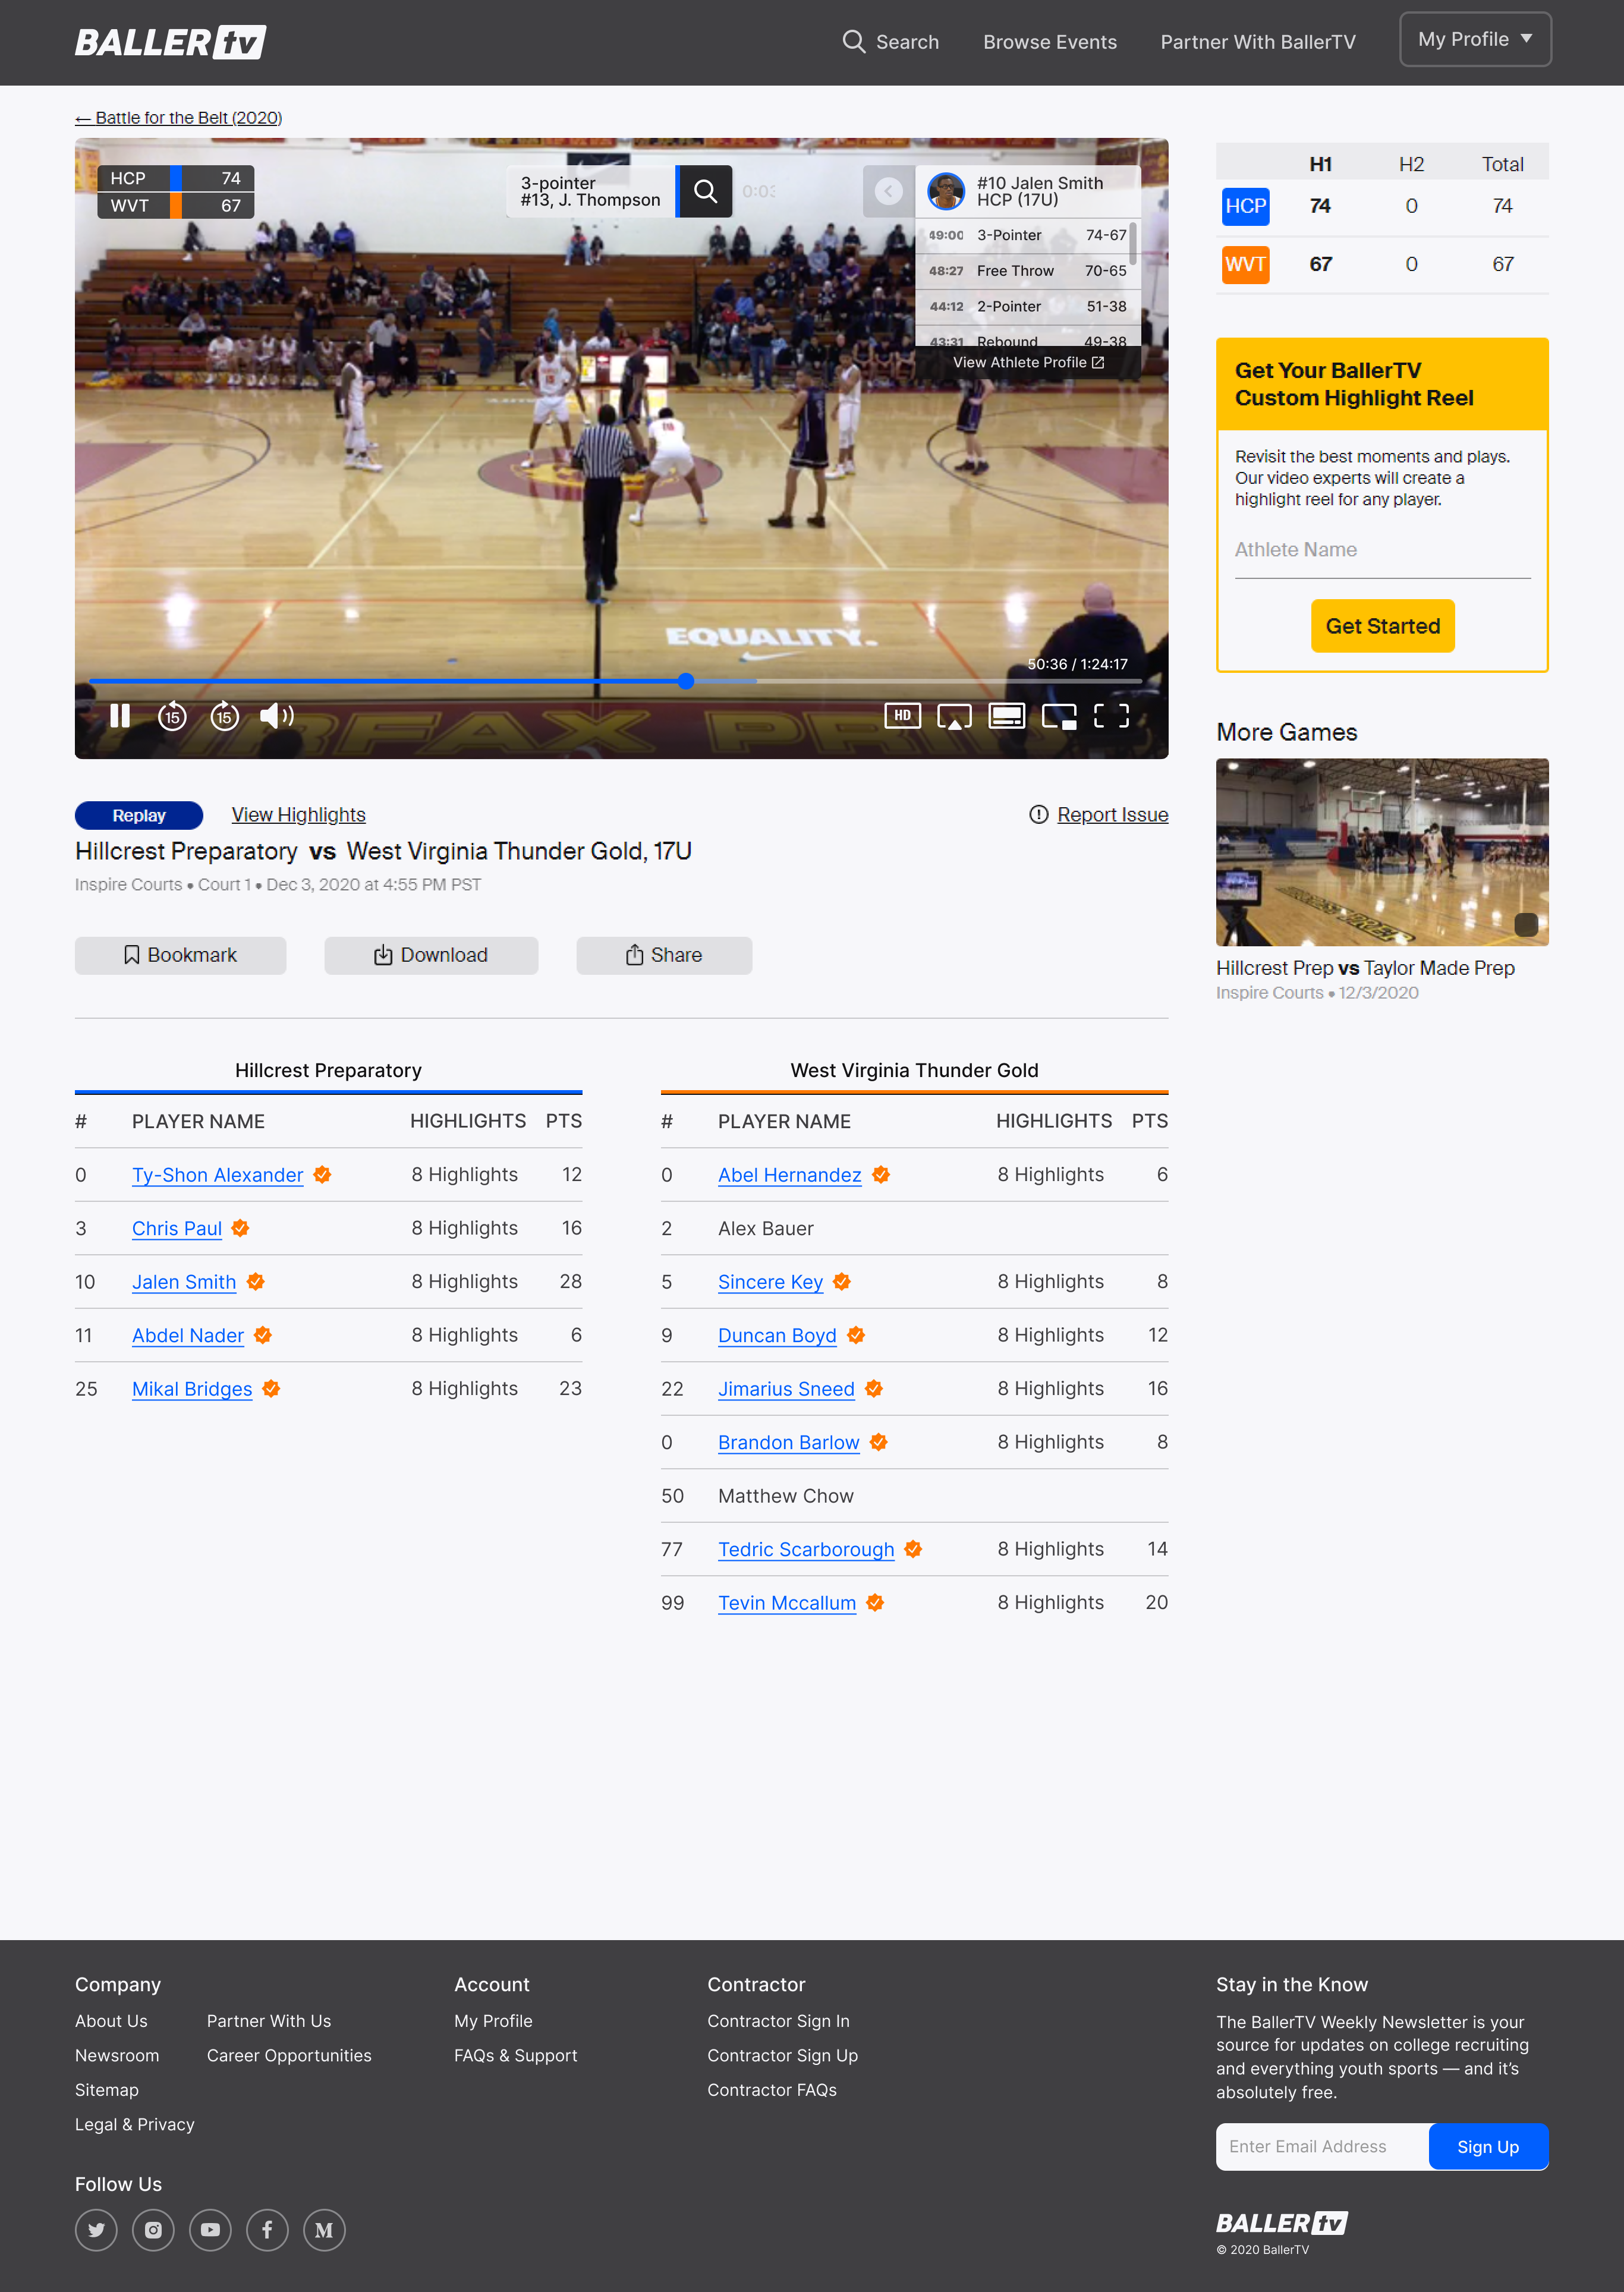 BALLER tv
Search
Browse Events
Partner With BallerTV
My Profile
← Battle for the Belt (2020)
HCP 74
WVT 67
3-pointer
#13, J. Thompson
#10 Jalen Smith
HCP (17U)
49:00 3-Pointer 74-67
48:27 Free Throw 70-65
44:12 2-Pointer 51-38
43:31 Rebound 49-38
View Athlete Profile
EQUALITY.
50:36 / 1:24:17
15
15
HD
H1 H2 Total
HCP 74 0 74
WVT 67 0 67
Get Your BallerTV
Custom Highlight Reel
Revisit the best moments and plays.
Our video experts will create a
highlight reel for any player.
Athlete Name
Get Started
More Games
Hillcrest Prep vs Taylor Made Prep
Inspire Courts • 12/3/2020
Replay
View Highlights
Report Issue
Hillcrest Preparatory vs West Virginia Thunder Gold, 17U
Inspire Courts • Court 1 • Dec 3, 2020 at 4:55 PM PST
Bookmark
Download
Share
Hillcrest Preparatory
# PLAYER NAME HIGHLIGHTS PTS
0 Ty-Shon Alexander 8 Highlights 12
3 Chris Paul 8 Highlights 16
10 Jalen Smith 8 Highlights 28
11 Abdel Nader 8 Highlights 6
25 Mikal Bridges 8 Highlights 23
West Virginia Thunder Gold
# PLAYER NAME HIGHLIGHTS PTS
0 Abel Hernandez 8 Highlights 6
2 Alex Bauer
5 Sincere Key 8 Highlights 8
9 Duncan Boyd 8 Highlights 12
22 Jimarius Sneed 8 Highlights 16
0 Brandon Barlow 8 Highlights 8
50 Matthew Chow
77 Tedric Scarborough 8 Highlights 14
99 Tevin Mccallum 8 Highlights 20
Company
About Us
Newsroom
Sitemap
Legal & Privacy
Partner With Us
Career Opportunities
Account
My Profile
FAQs & Support
Contractor
Contractor Sign In
Contractor Sign Up
Contractor FAQs
Stay in the Know
The BallerTV Weekly Newsletter is your
source for updates on college recruiting
and everything youth sports — and it's
absolutely free.
Enter Email Address
Sign Up
Follow Us
M
BALLER tv
© 2020 BallerTV